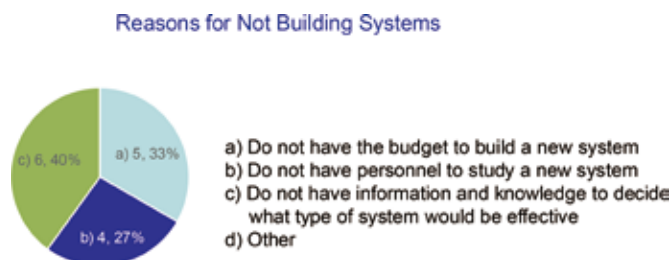 Reasons for Not Building Systems
c) 6, 40%
a) 5, 33%
b) 4, 27%
a) Do not have the budget to build a new system
b) Do not have personnel to study a new system
c) Do not have information and knowledge to decide
what type of system would be effective
d) Other